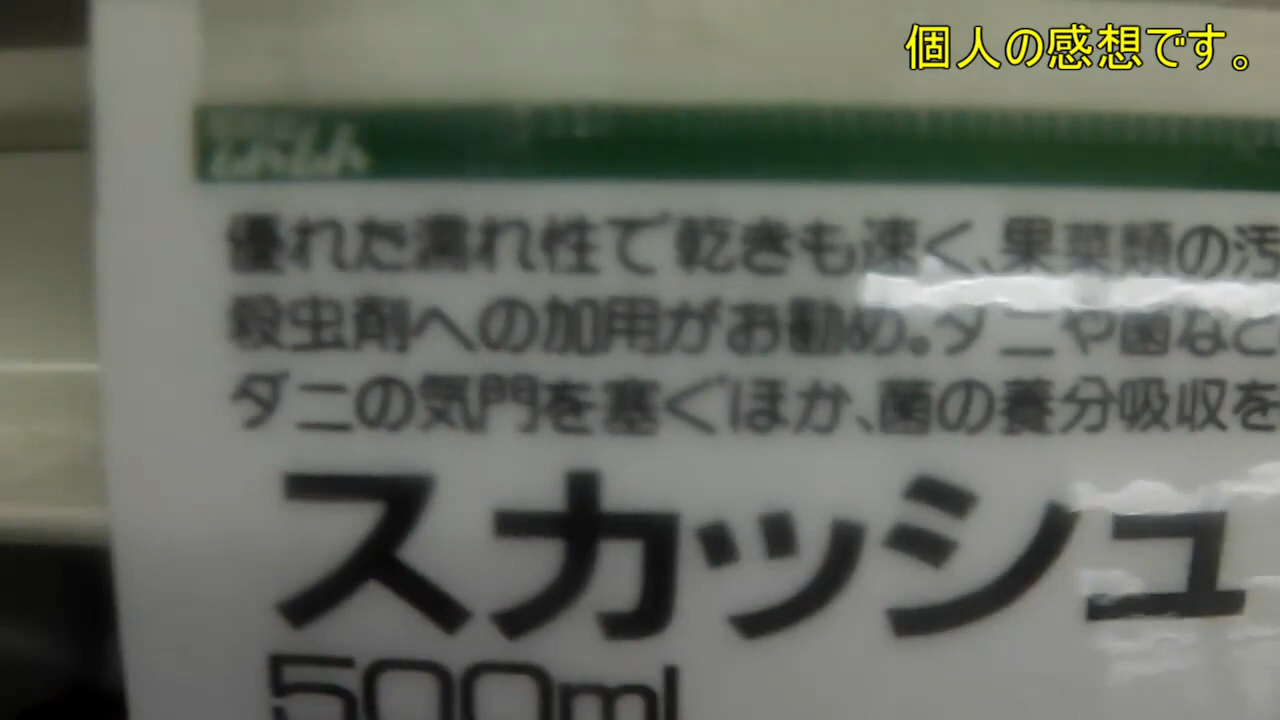 個人の感想です。
優れた濡れ性で乾きも速く、果菜類の汚
殺虫剤への加用がお勧め。ダニや菌など
ダニの気門を塞ぐほか、菌の養分吸収を
スカッシュ
500ml